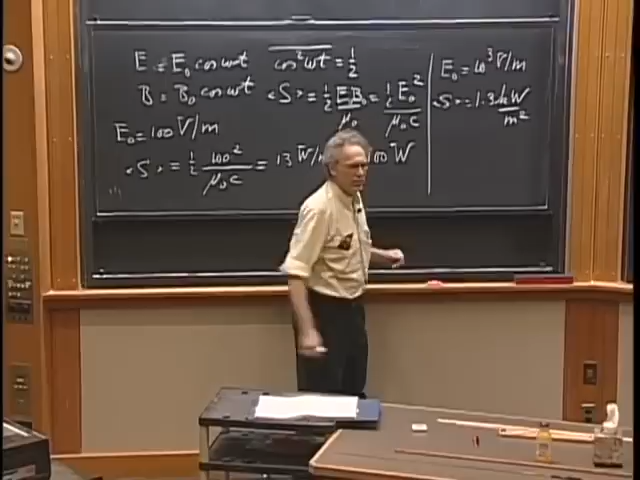 E = E₀ cos ωt
B = B₀ cos ωt
E₀ = 100 V/m
<S> = 1/2 100²/μ₀c = 13 W/m 100 W
cos²ωt = 1/2
<S> = 1/2 E₀B₀/μ₀ = 1/2 E₀²/μ₀c
E₀ = 10³ V/m
<S> = 1.3 kW/m²